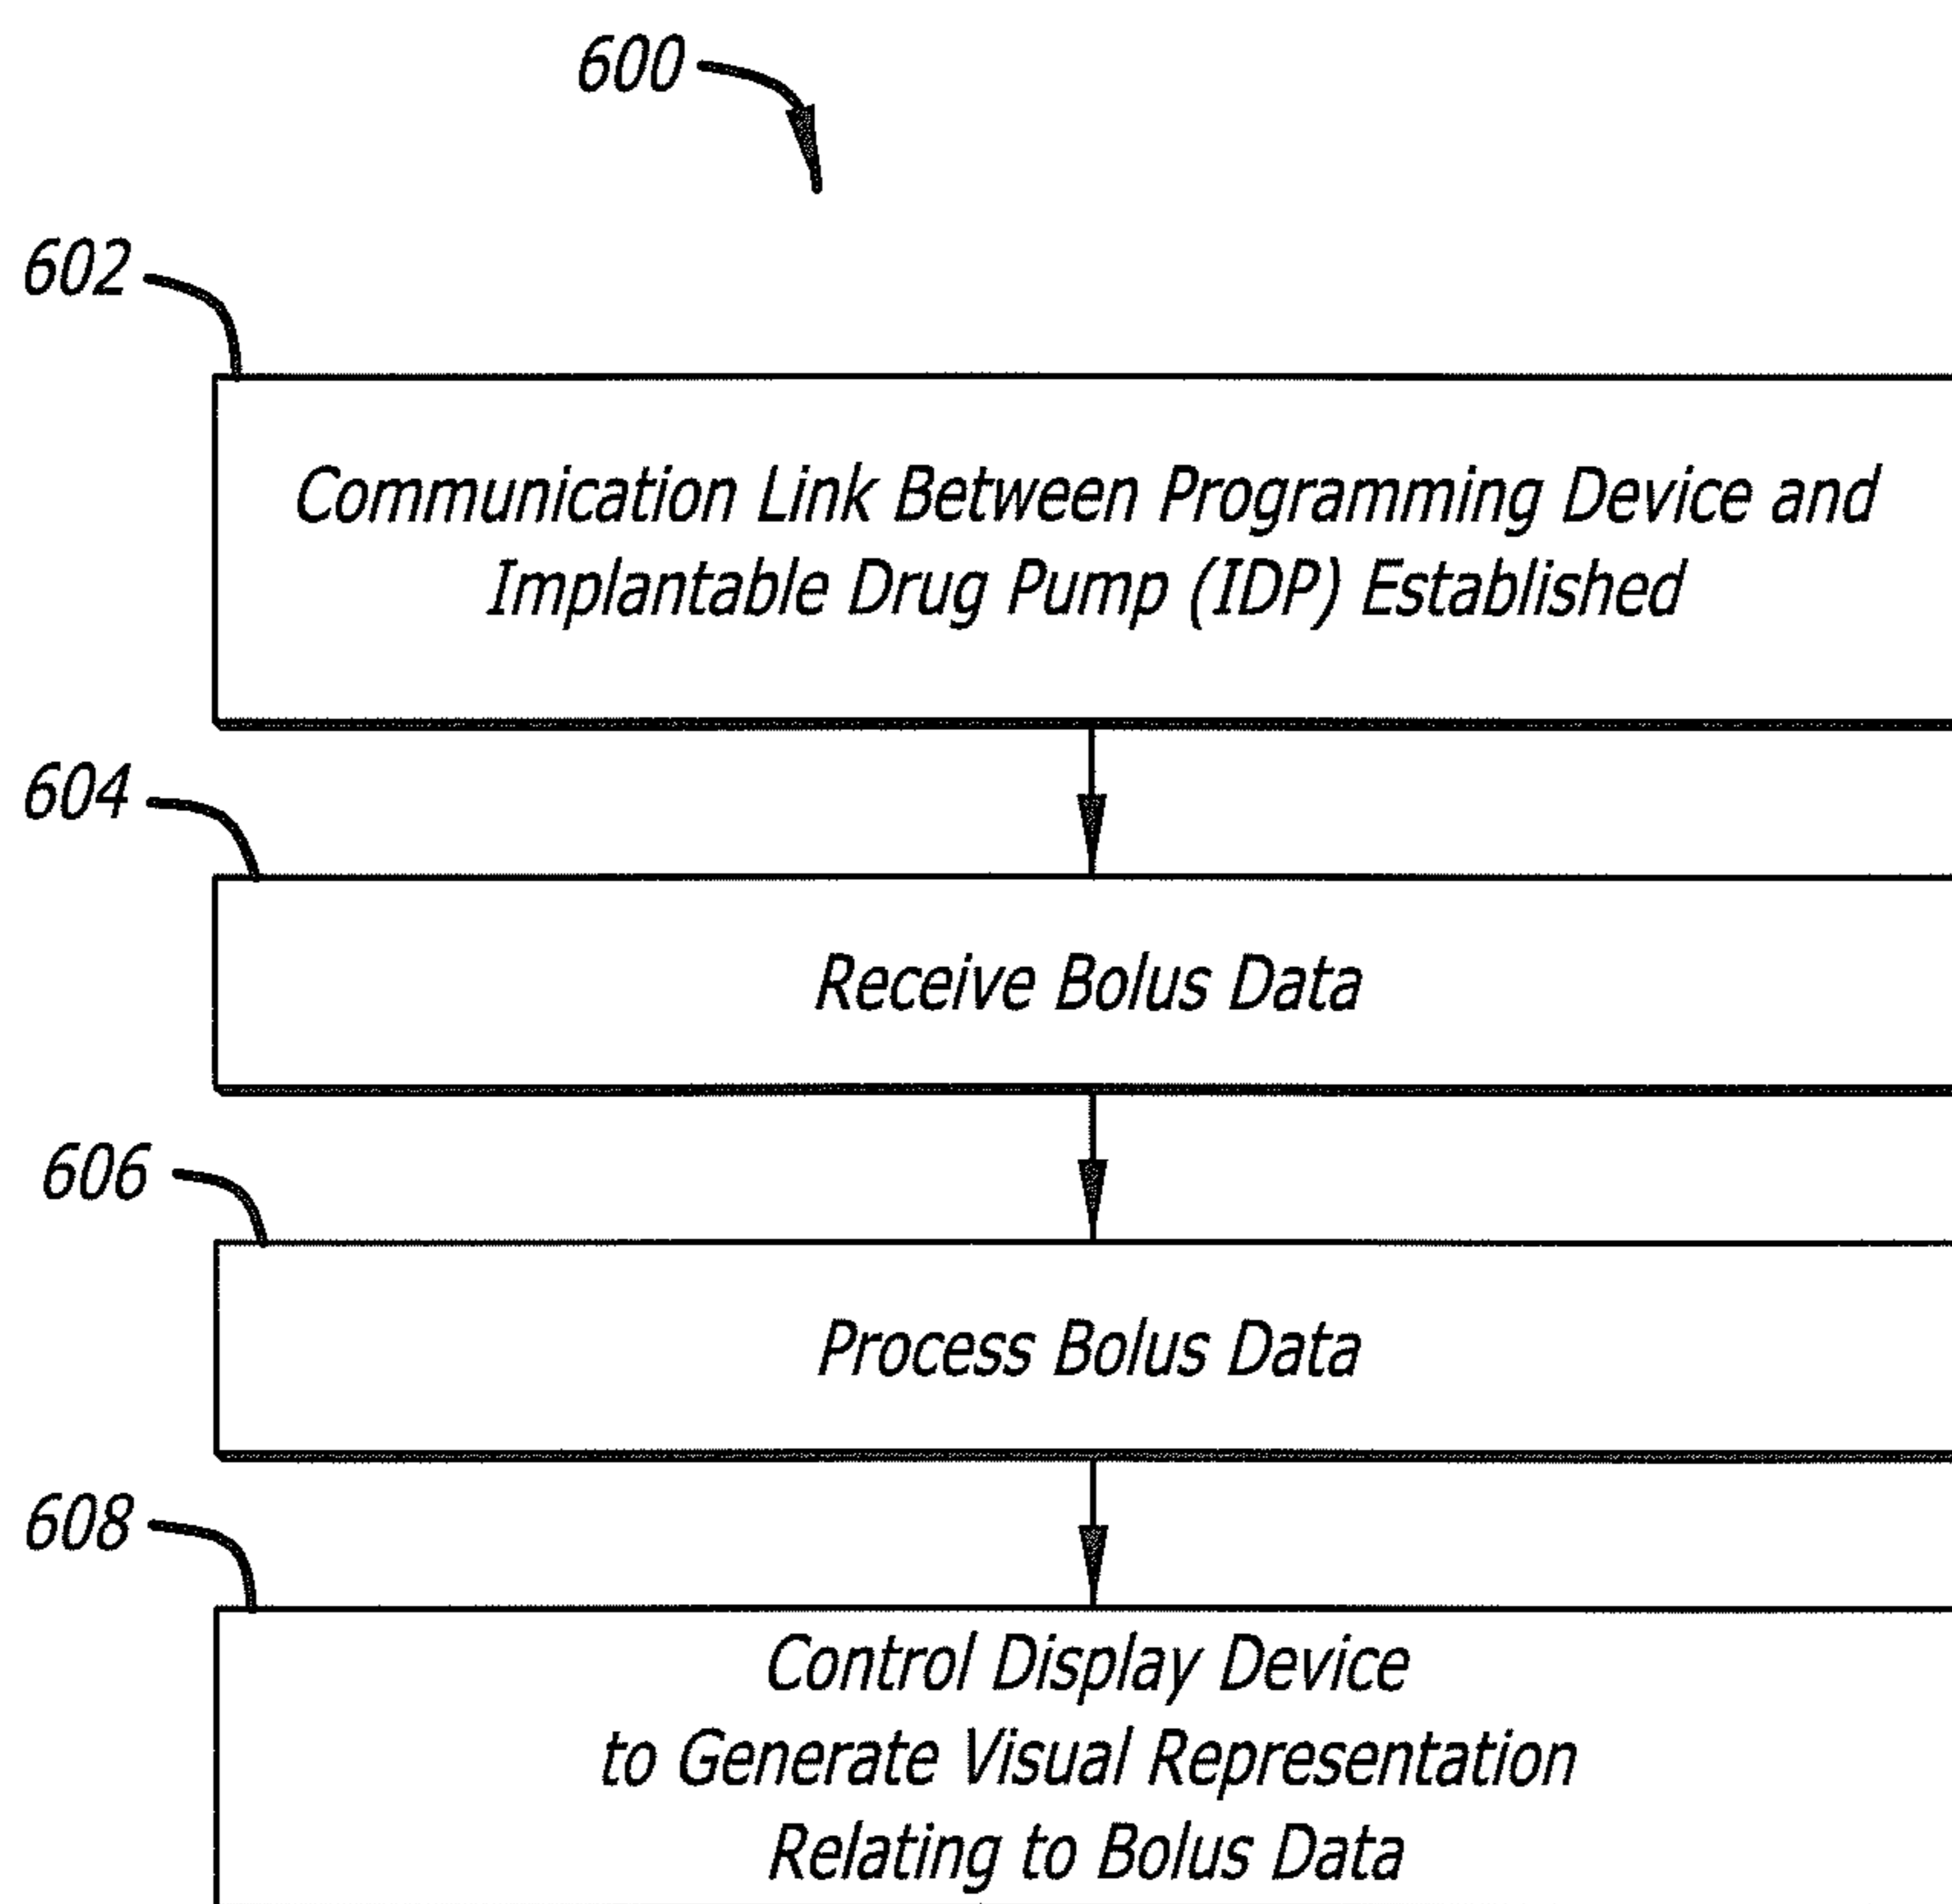 600
602
Communication Link Between Programming Device and
Implantable Drug Pump (IDP) Established
604
Receive Bolus Data
606
Process Bolus Data
608
Control Display Device
to Generate Visual Representation
Relating to Bolus Data